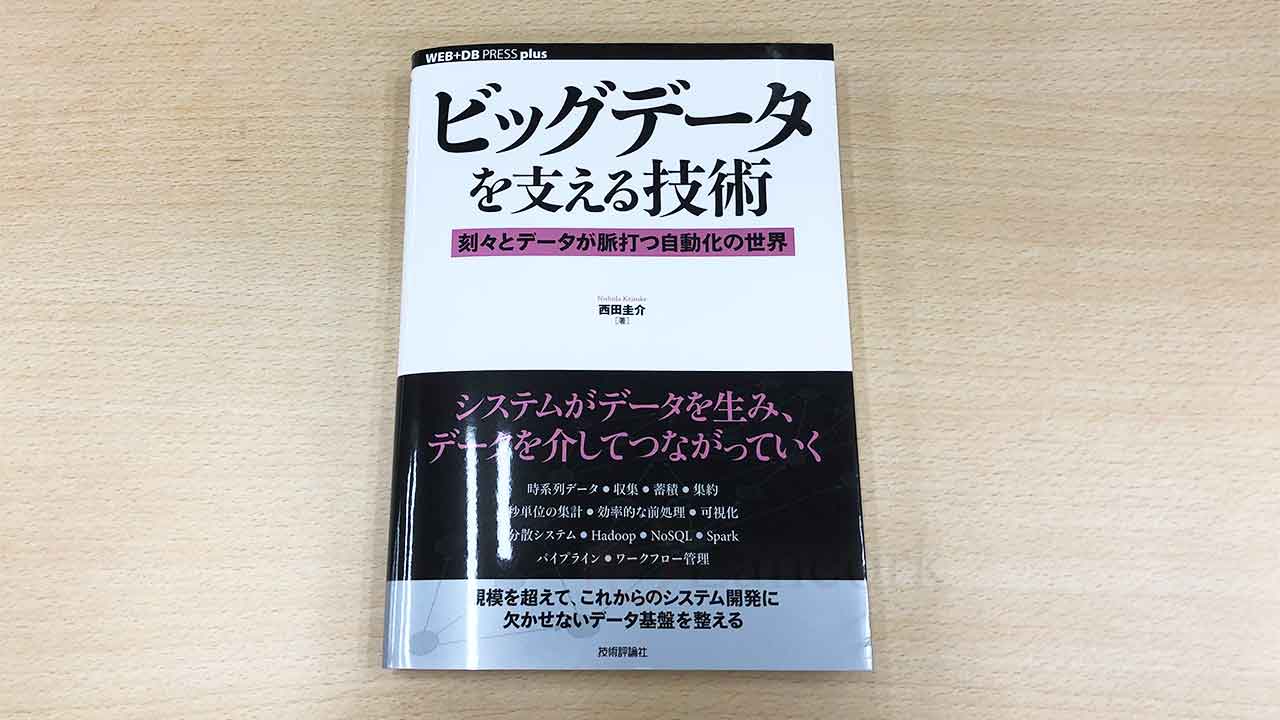 WEB+DB PRESS plus
ビッグデータ
を支える技術
刻々とデータが脈打つ自動化の世界
Nishida Keisuke
西田圭介
[著]
システムがデータを生み、
データを介してつながっていく
時系列データ●収集●蓄積●集約
秒単位の集計●効率的な前処理●可視化
分散システム●Hadoop●NoSQL●Spark
パイプライン●ワークフロー管理
規模を超えて、これからのシステム開発に
欠かせないデータ基盤を整える
技術評論社